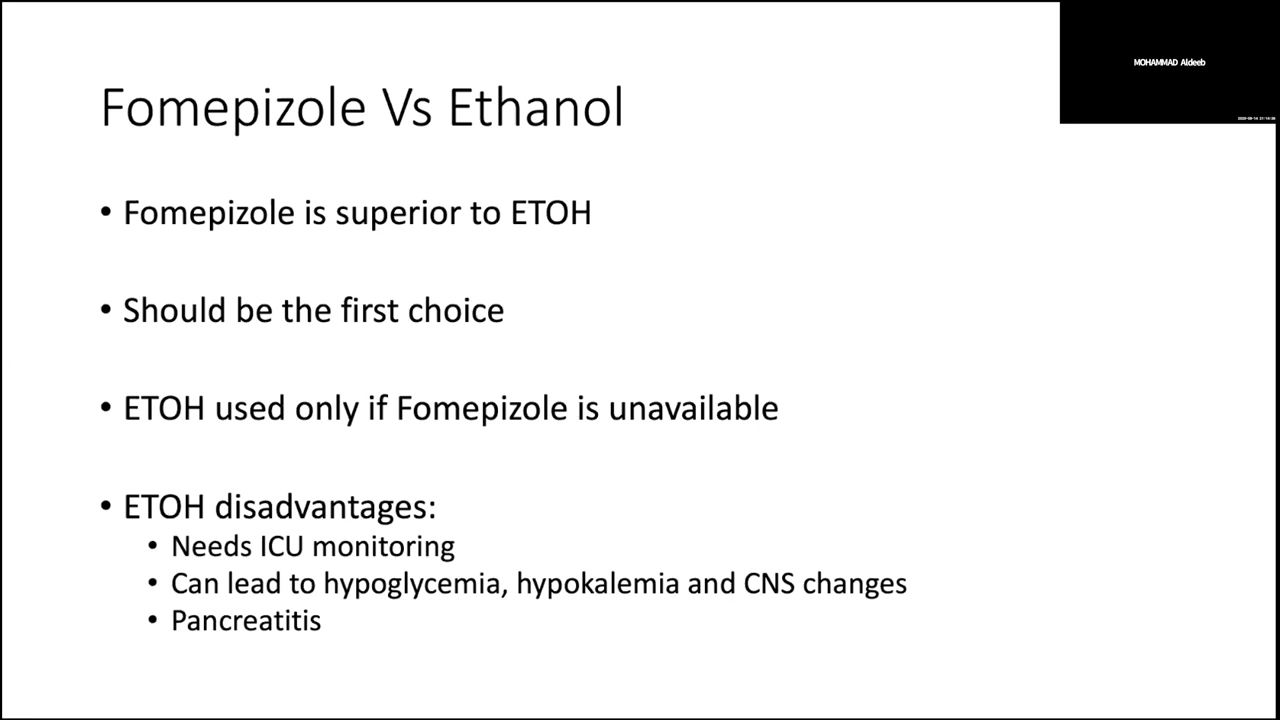 Fomepizole Vs Ethanol
MOHAMMAD Aldeeb
• Fomepizole is superior to ETOH
• Should be the first choice
• ETOH used only if Fomepizole is unavailable
• ETOH disadvantages:
• Needs ICU monitoring
• Can lead to hypoglycemia, hypokalemia and CNS changes
• Pancreatitis